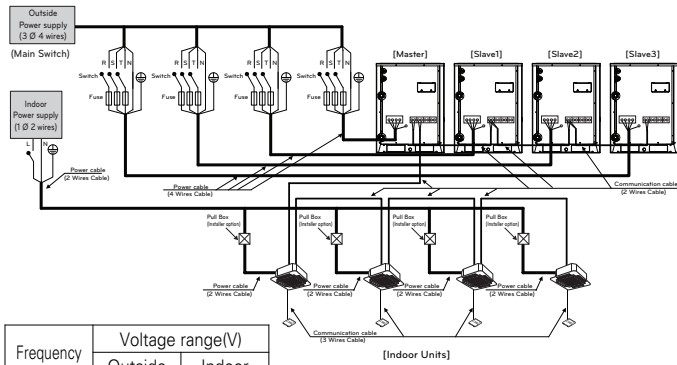 Outside
Power supply
(3 Ø 4 wires)
(Main Switch)
R S T N
R S T N
R S T N
R S T N
Switch
Switch
Switch
Switch
Fuse
Fuse
Fuse
Fuse
[Master]
[Slave1]
[Slave2]
[Slave3]
Indoor
Power supply
(1 Ø 2 wires)
L N
Power cable
(2 Wires Cable)
Power cable
(4 Wires Cable)
Communication cable
(2 Wires Cable)
Pull Box
(Installer option)
Pull Box
(Installer option)
Pull Box
(Installer option)
Pull Box
(Installer option)
Power cable
(2 Wires Cable)
Power cable
(2 Wires Cable)
Power cable
(2 Wires Cable)
Power cable
(2 Wires Cable)
Communication cable
(3 Wires Cable)
[Indoor Units]
Frequency
Voltage range(V)
Outside
Indoor